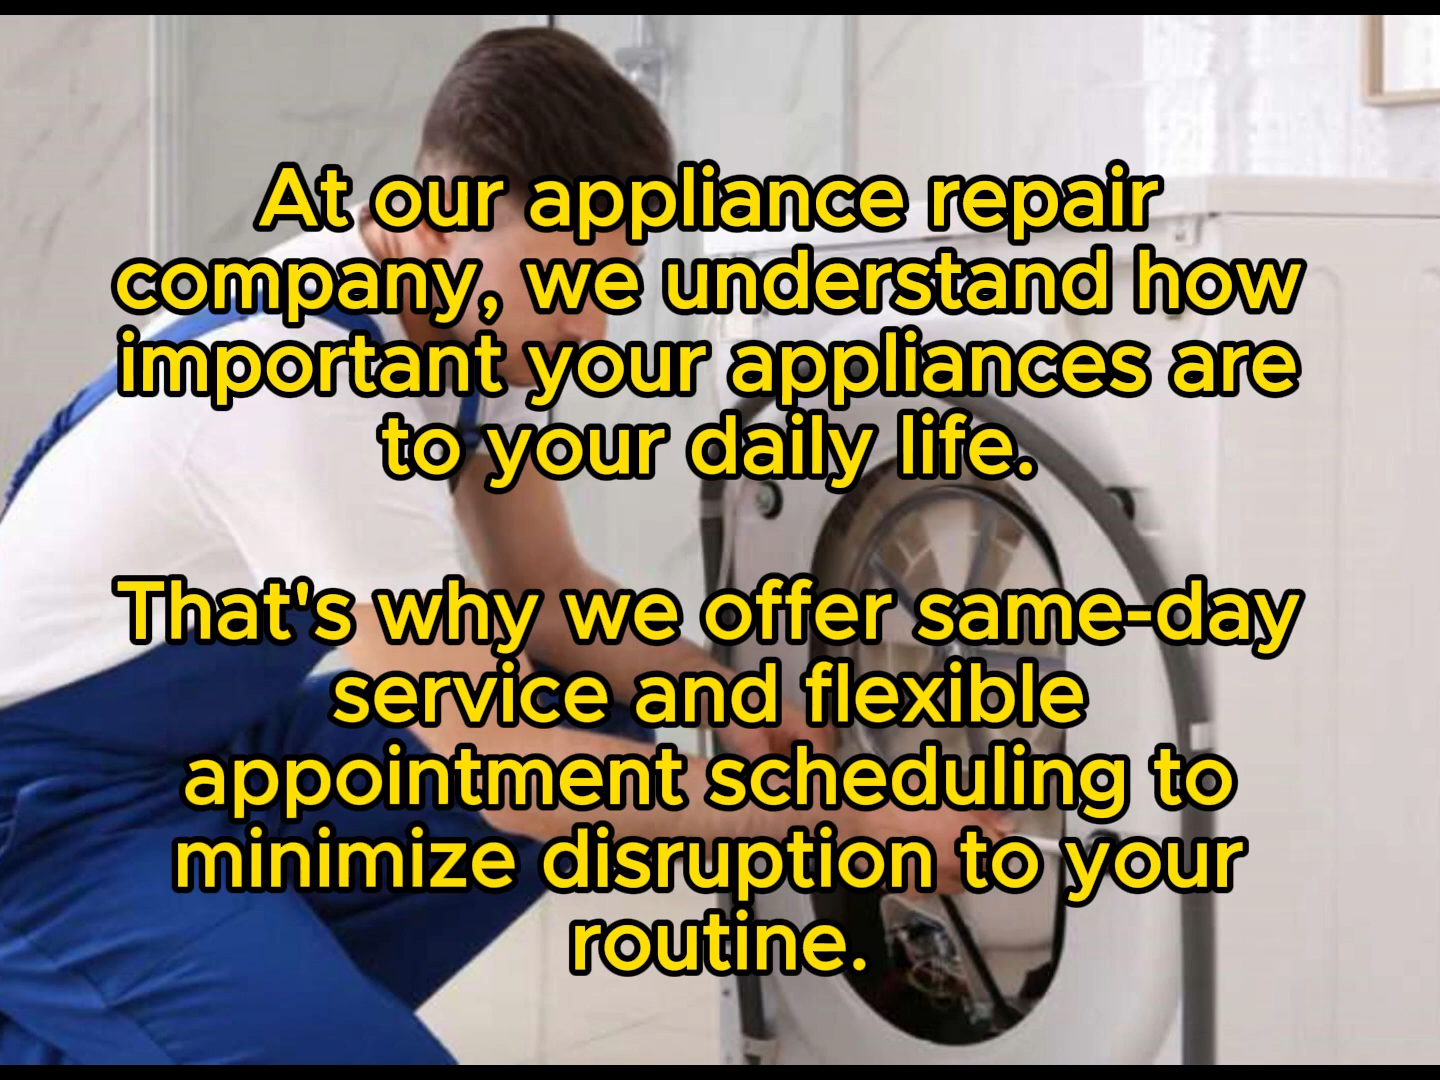 At our appliance repair
company, we understand how
important your appliances are
to your daily life.
That's why we offer same-day
service and flexible
appointment scheduling to
minimize disruption to your
routine.